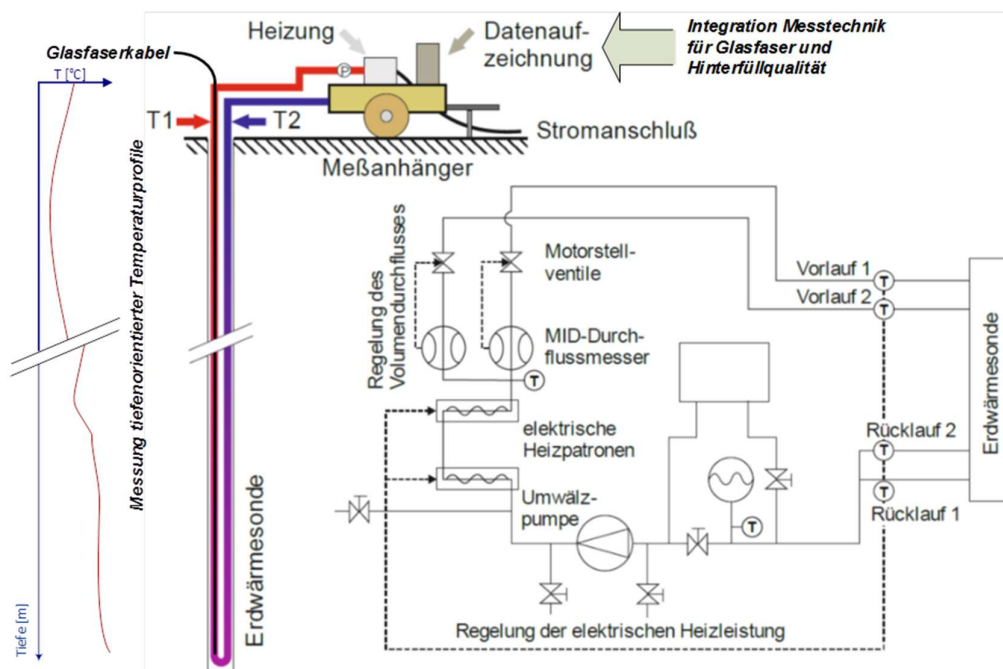 Glasfaserkabel
T [°C]
Heizung
Datenauf-
zeichnung
Integration Messtechnik
für Glasfaser und
Hinterfüllqualität
P
T1
T2
Stromanschluß
Meßanhänger
Messung tiefenorientierter Temperaturprofile
Tiefe [m]
Erdwärmesonde
Regelung des
Volumendurchflusses
Motorstell-
ventile
MID-Durch-
flussmesser
T
elektrische
Heizpatronen
Umwälz-
pumpe
T
Vorlauf 1
T
Vorlauf 2
T
Rücklauf 2
T
T
Rücklauf 1
Erdwärmesonde
Regelung der elektrischen Heizleistung